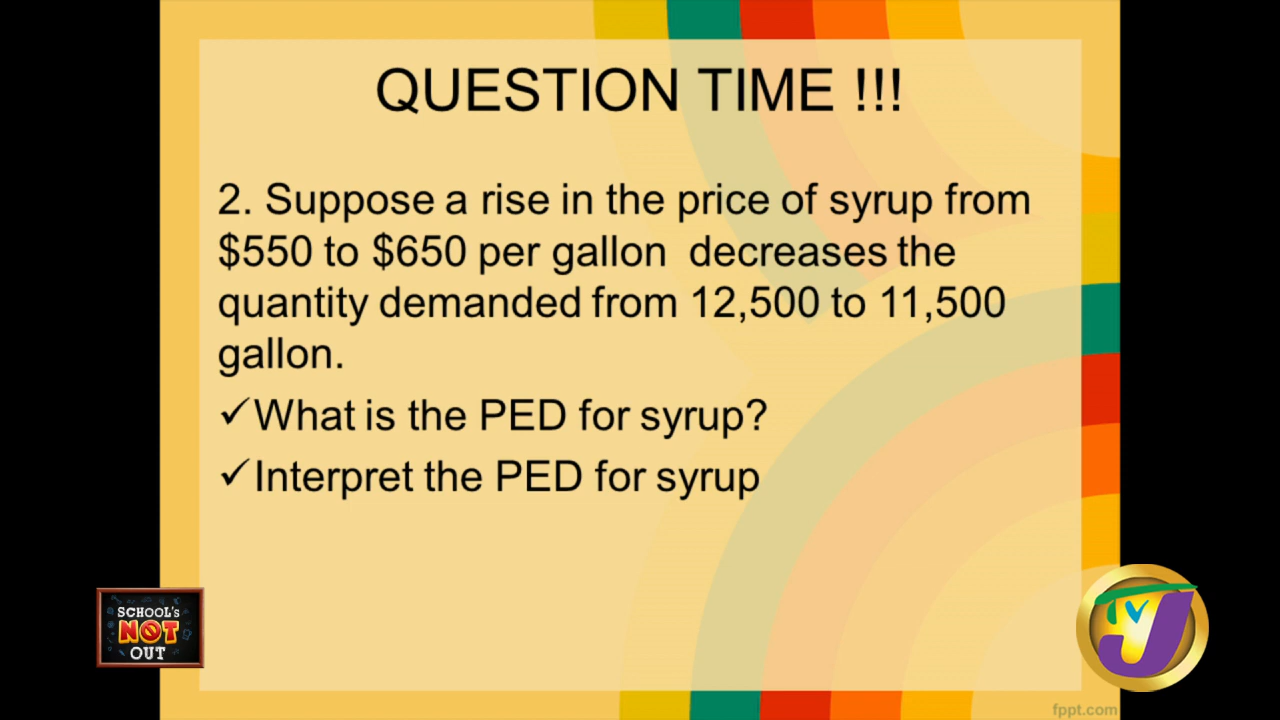 QUESTION TIME !!!
2. Suppose a rise in the price of syrup from
$550 to $650 per gallon decreases the
quantity demanded from 12,500 to 11,500
gallon.
✓What is the PED for syrup?
✓Interpret the PED for syrup
SCHOOL's
NOT
OUT
TVJ
fppt.com